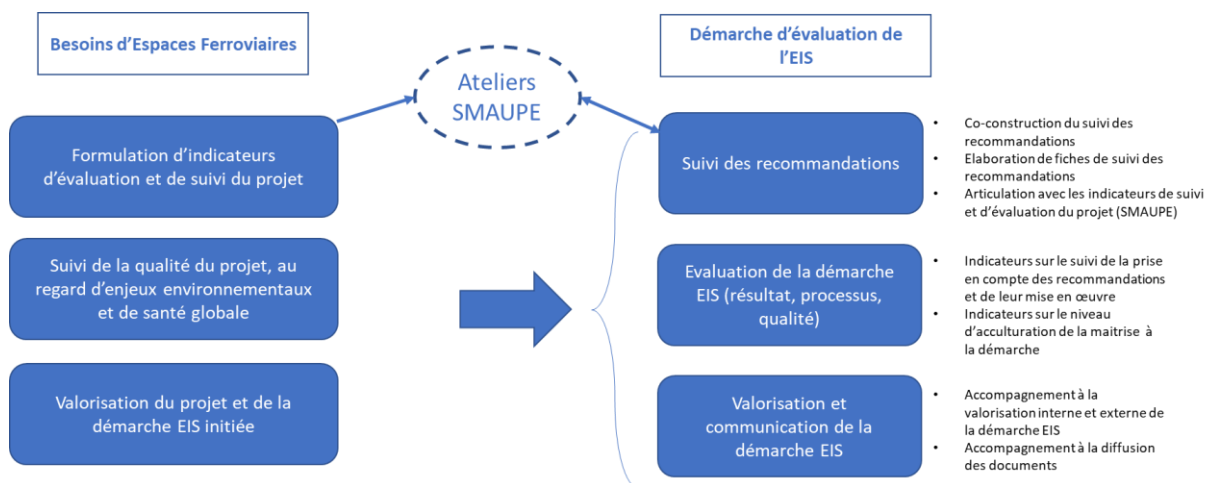 Besoins d'Espaces Ferroviaires
Formulation d'indicateurs
d'évaluation et de suivi du projet
Suivi de la qualité du projet, au
regard d'enjeux environnementaux
et de santé globale
Valorisation du projet et de la
démarche EIS initiée
Ateliers
SMAUPE
Démarche d'évaluation de
l'EIS
Suivi des recommandations
• Co-construction du suivi des
recommandations
• Elaboration de fiches de suivi des
recommandations
• Articulation avec les indicateurs de suivi
et d'évaluation du projet (SMAUPE)
Evaluation de la démarche
EIS (résultat, processus,
qualité)
• Indicateurs sur le suivi de la prise
en compte des recommandations
et de leur mise en œuvre
• Indicateurs sur le niveau
d'acculturation de la maitrise à
la démarche
Valorisation et
communication de la
démarche EIS
• Accompagnement à la
valorisation interne et externe de
la démarche EIS
• Accompagnement à la diffusion
des documents